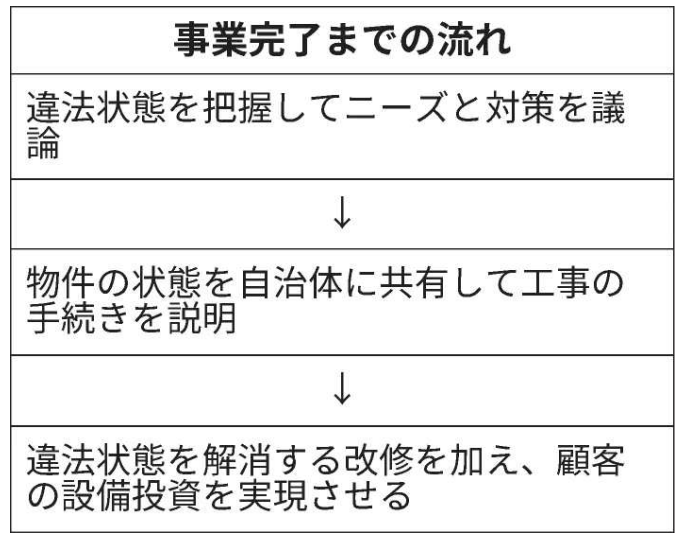 事業完了までの流れ
違法状態を把握してニーズと対策を議
論
↓
物件の状態を自治体に共有して工事の
手続きを説明
↓
違法状態を解消する改修を加え、顧客
の設備投資を実現させる